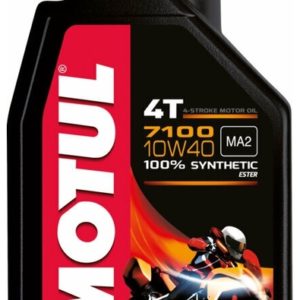 MOTUL
4T
4-STROKE MOTOR OIL
7100
10W40
MA2
100% SYNTHETIC
ESTER